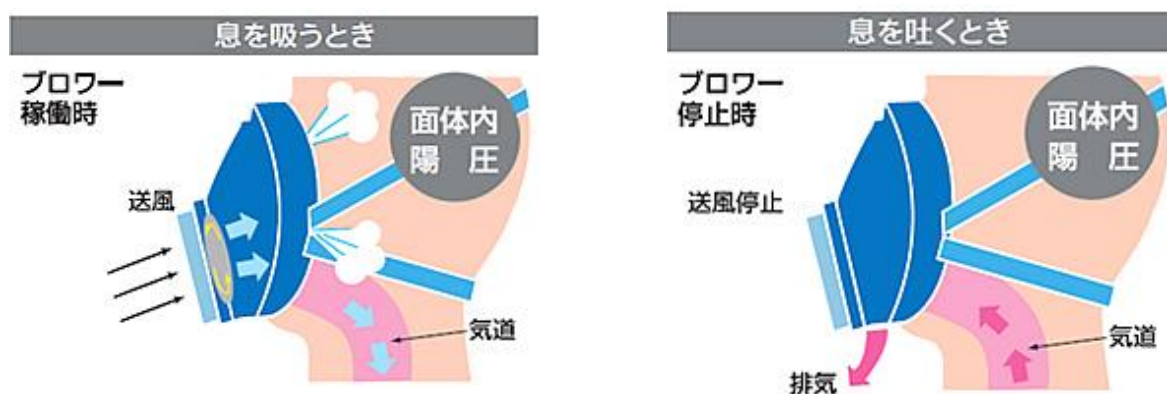 息を吸うとき
ブロワー
稼働時
面体内
陽 圧
送風
気道
息を吐くとき
ブロワー
停止時
面体内
陽 圧
送風停止
気道
排気